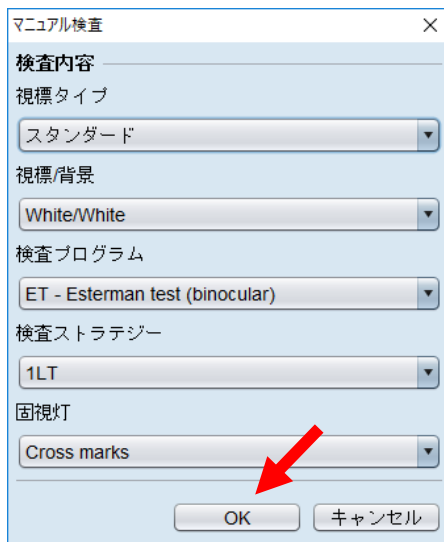 マニュアル検査
検査内容
視標タイプ
スタンダード
視標/背景
White/White
検査プログラム
ET - Esterman test (binocular)
検査ストラテジー
1LT
固視灯
Cross marks
OK キャンセル